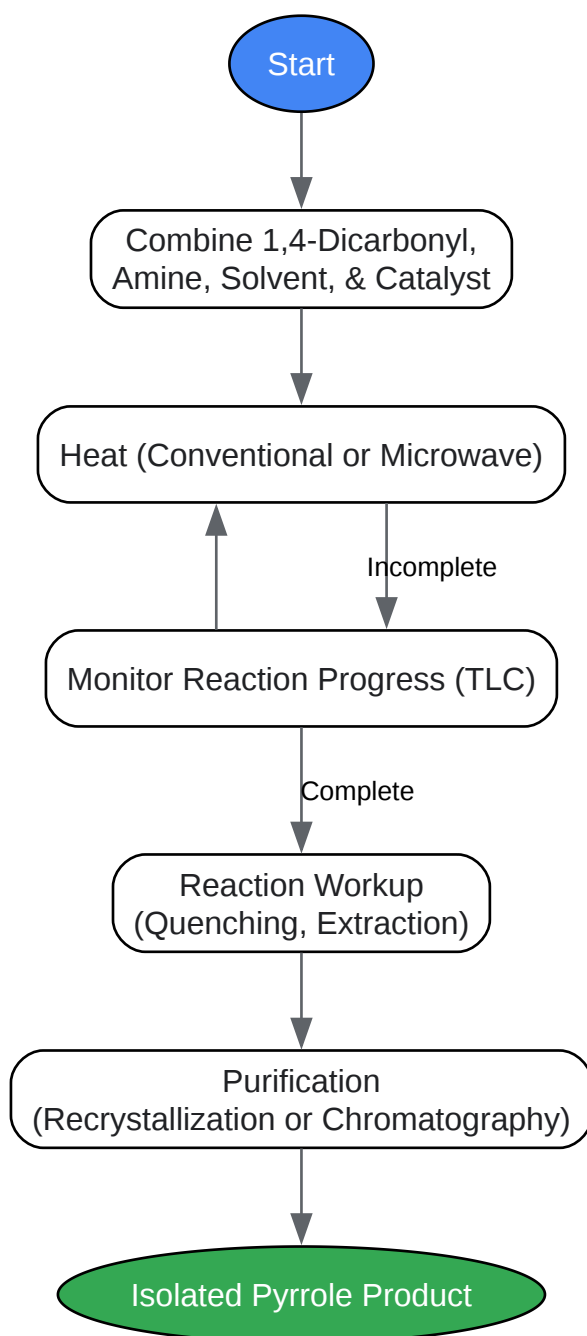 Start
Combine 1,4-Dicarbonyl,
Amine, Solvent, & Catalyst
Heat (Conventional or Microwave)
Incomplete
Monitor Reaction Progress (TLC)
Complete
Reaction Workup
(Quenching, Extraction)
Purification
(Recrystallization or Chromatography)
Isolated Pyrrole Product